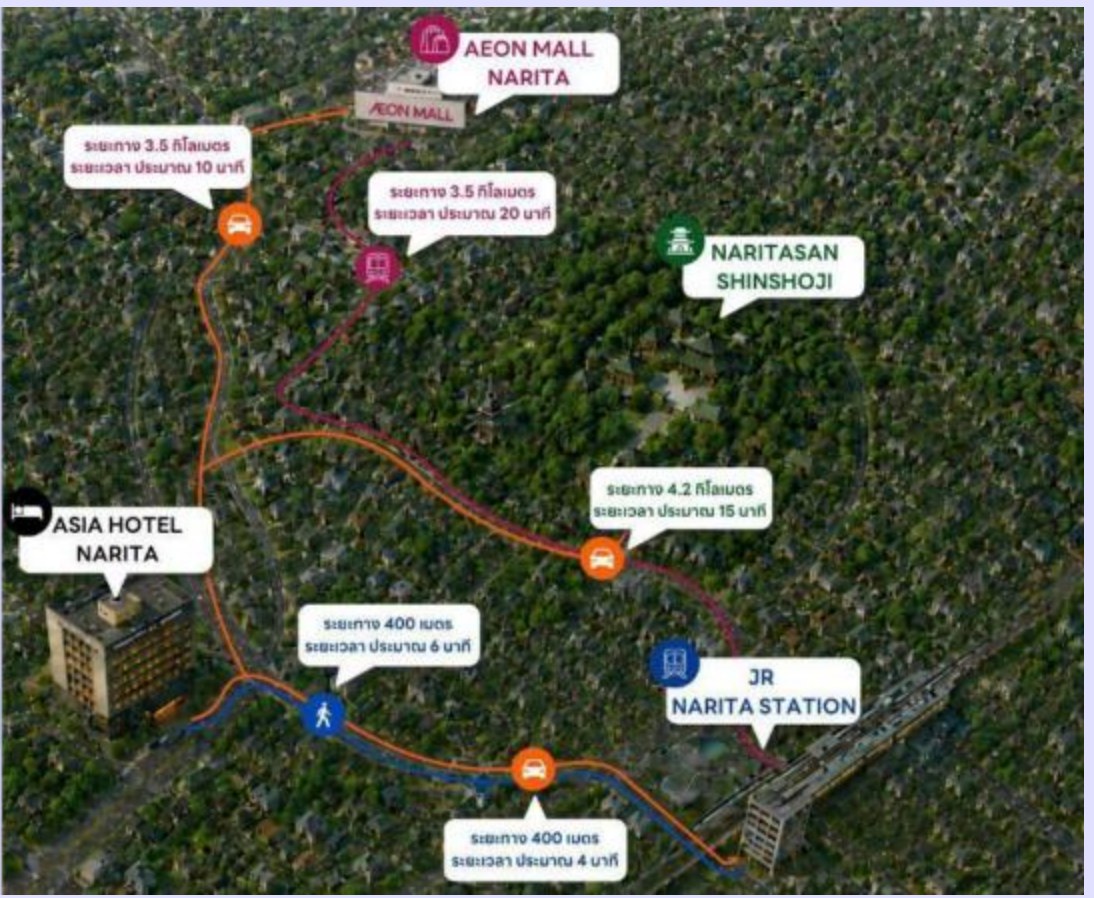 AEON MALL
NARITA
ÆON MALL
ระยะทาง 3.5 กิโลเมตร
ระยะเวลา ประมาณ 10 นาที
ระยะทาง 3.5 กิโลเมตร
ระยะเวลา ประมาณ 20 นาที
NARITASAN
SHINSHOJI
ระยะทาง 4.2 กิโลเมตร
ระยะเวลา ประมาณ 15 นาที
ASIA HOTEL
NARITA
ระยะทาง 400 เมตร
ระยะเวลา ประมาณ 6 นาที
JR
NARITA STATION
ระยะทาง 400 เมตร
ระยะเวลา ประมาณ 4 นาที